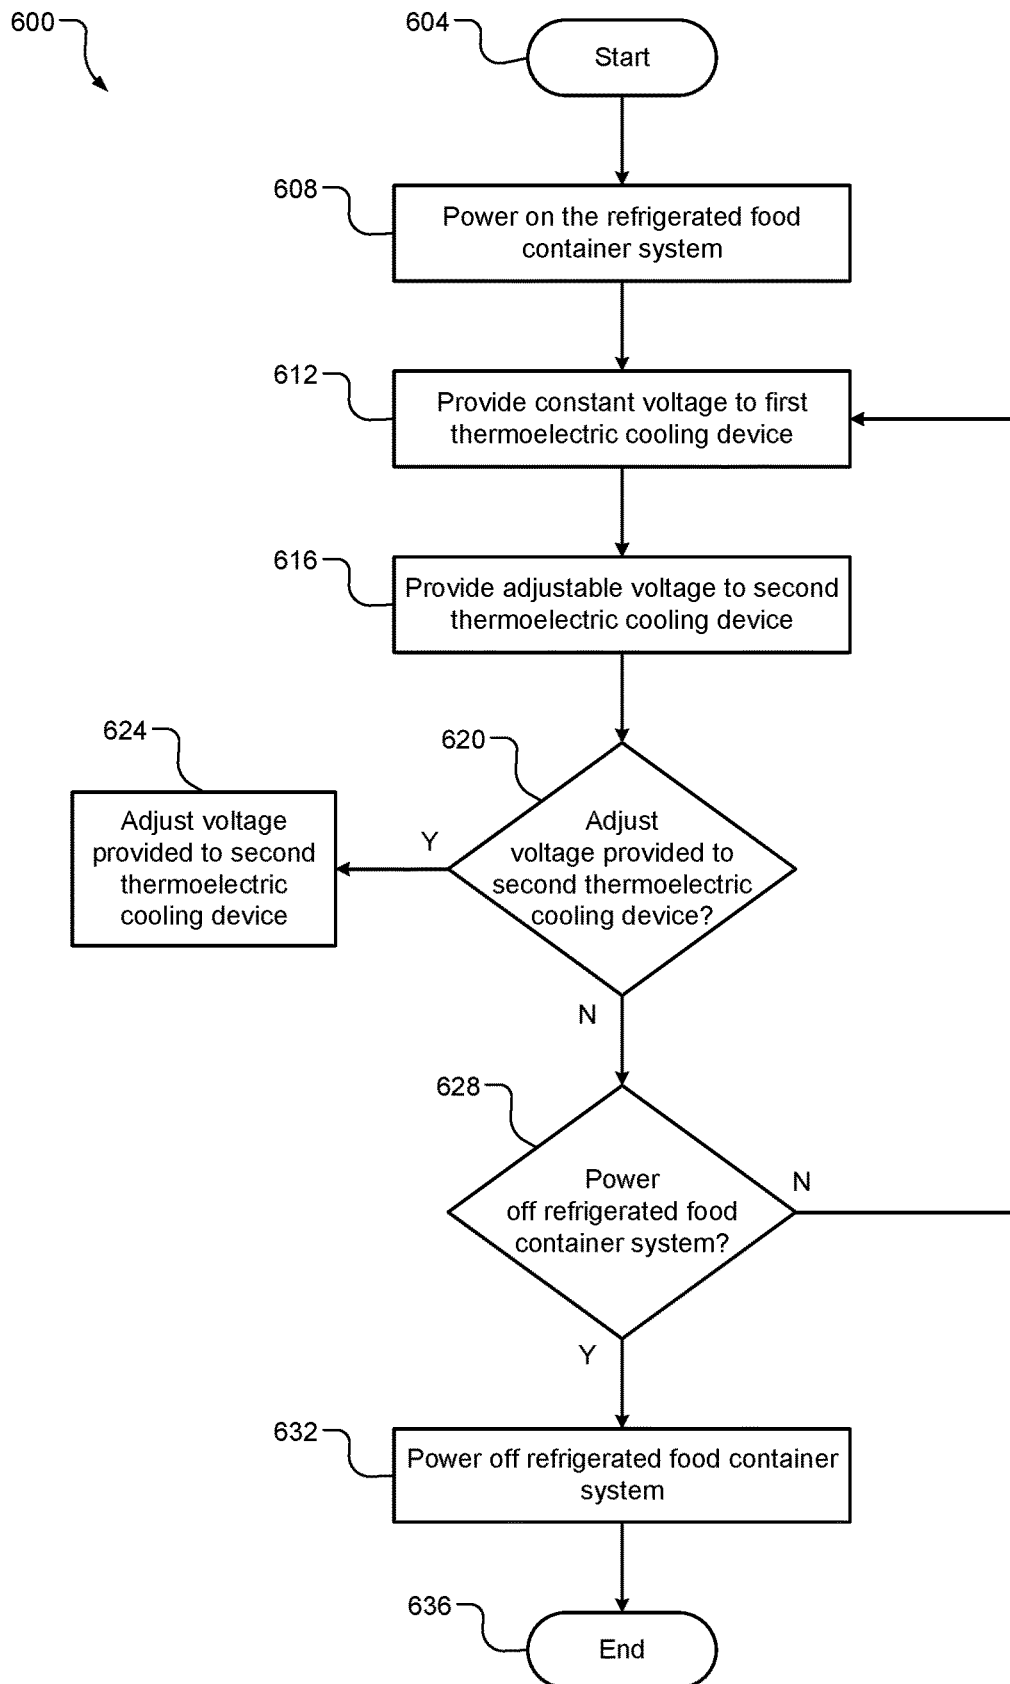 600
604
Start
608
Power on the refrigerated food
container system
612
Provide constant voltage to first
thermoelectric cooling device
616
Provide adjustable voltage to second
thermoelectric cooling device
624
620
Adjust voltage
provided to second
thermoelectric
cooling device
Y
Adjust
voltage provided to
second thermoelectric
cooling device?
N
628
Power
off refrigerated food
container system?
N
Y
632
Power off refrigerated food container
system
636
End